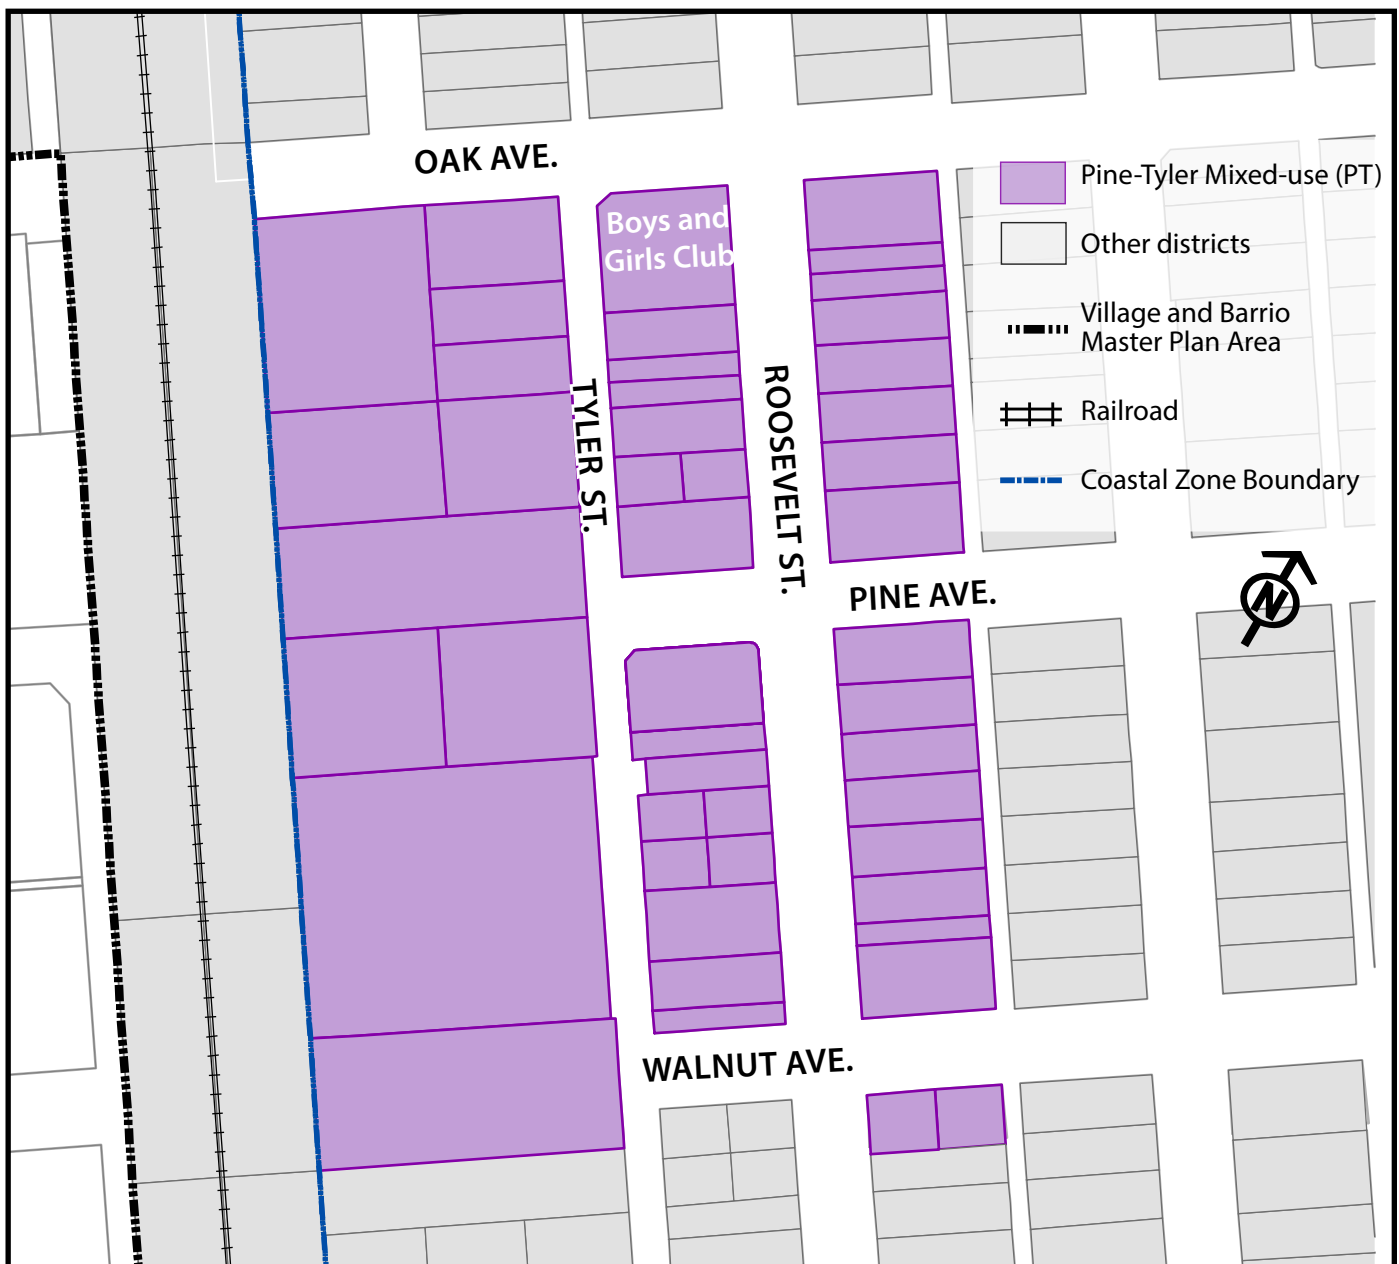 OAK AVE.
Boys and
Girls Club
Pine-Tyler Mixed-use (PT)
Other districts
Village and Barrio
Master Plan Area
Railroad
Coastal Zone Boundary
TYLER ST.
ROOSEVELT ST.
PINE AVE.
N
WALNUT AVE.